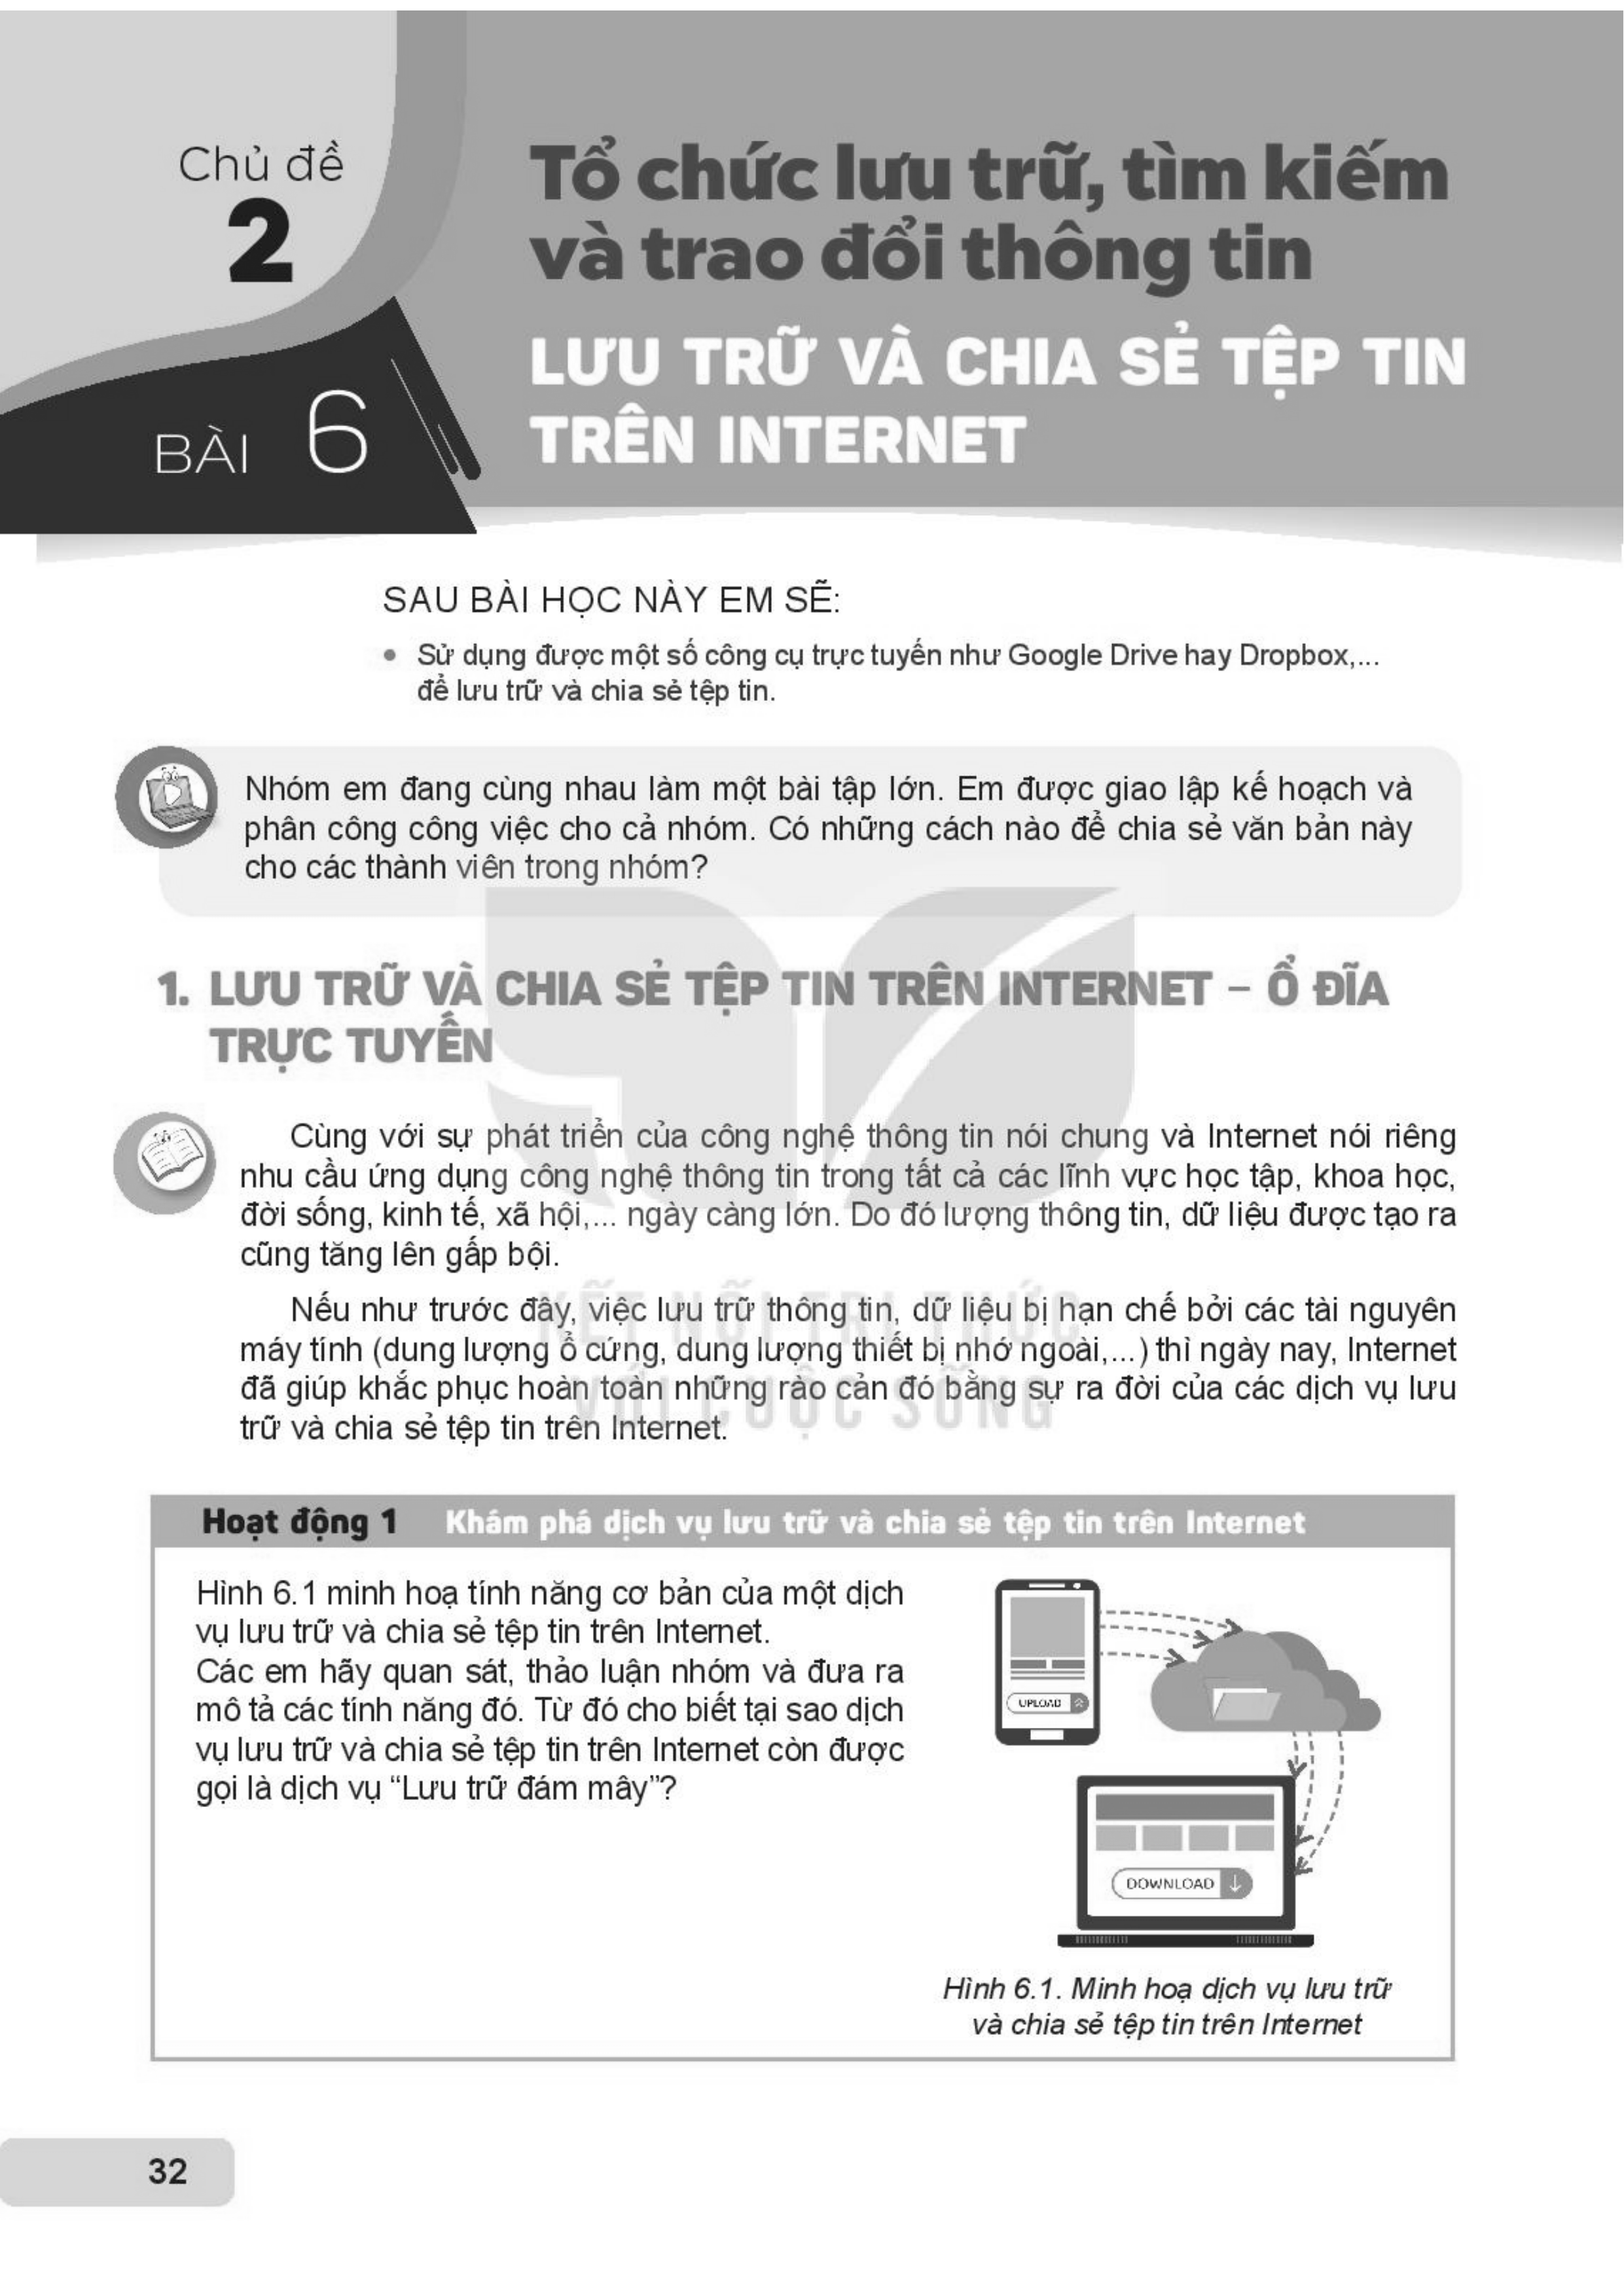 Chủ đề
2
Tổ chức lưu trữ, tìm kiếm
và trao đổi thông tin
BÀI 6
LƯU TRỮ VÀ CHIA SẺ TỆP TIN
TRÊN INTERNET
SAU BÀI HỌC NÀY EM SẼ:
• Sử dụng được một số công cụ trực tuyến như Google Drive hay Dropbox,...
để lưu trữ và chia sẻ tệp tin.
Nhóm em đang cùng nhau làm một bài tập lớn. Em được giao lập kế hoạch và
phân công công việc cho cả nhóm. Có những cách nào để chia sẻ văn bản này
cho các thành viên trong nhóm?
1. LƯU TRỮ VÀ CHIA SẺ TỆP TIN TRÊN INTERNET – Ổ ĐĨA
TRỰC TUYẾN
Cùng với sự phát triển của công nghệ thông tin nói chung và Internet nói riêng
nhu cầu ứng dụng công nghệ thông tin trong tất cả các lĩnh vực học tập, khoa học,
đời sống, kinh tế, xã hội,... ngày càng lớn. Do đó lượng thông tin, dữ liệu được tạo ra
cũng tăng lên gấp bội.
Nếu như trước đây, việc lưu trữ thông tin, dữ liệu bị hạn chế bởi các tài nguyên
máy tính (dung lượng ổ cứng, dung lượng thiết bị nhớ ngoài,...) thì ngày nay, Internet
đã giúp khắc phục hoàn toàn những rào cản đó bằng sự ra đời của các dịch vụ lưu
trữ và chia sẻ tệp tin trên Internet.
KẾT NỐI TRI THỨC
VỚI CUỘC SỐNG
Hoạt động 1 Khám phá dịch vụ lưu trữ và chia sẻ tệp tin trên Internet
Hình 6.1 minh hoạ tính năng cơ bản của một dịch
vụ lưu trữ và chia sẻ tệp tin trên Internet.
Các em hãy quan sát, thảo luận nhóm và đưa ra
mô tả các tính năng đó. Từ đó cho biết tại sao dịch
vụ lưu trữ và chia sẻ tệp tin trên Internet còn được
gọi là dịch vụ “Lưu trữ đám mây”?
UPLOAD
DOWNLOAD
Hình 6.1. Minh hoạ dịch vụ lưu trữ
và chia sẻ tệp tin trên Internet
32